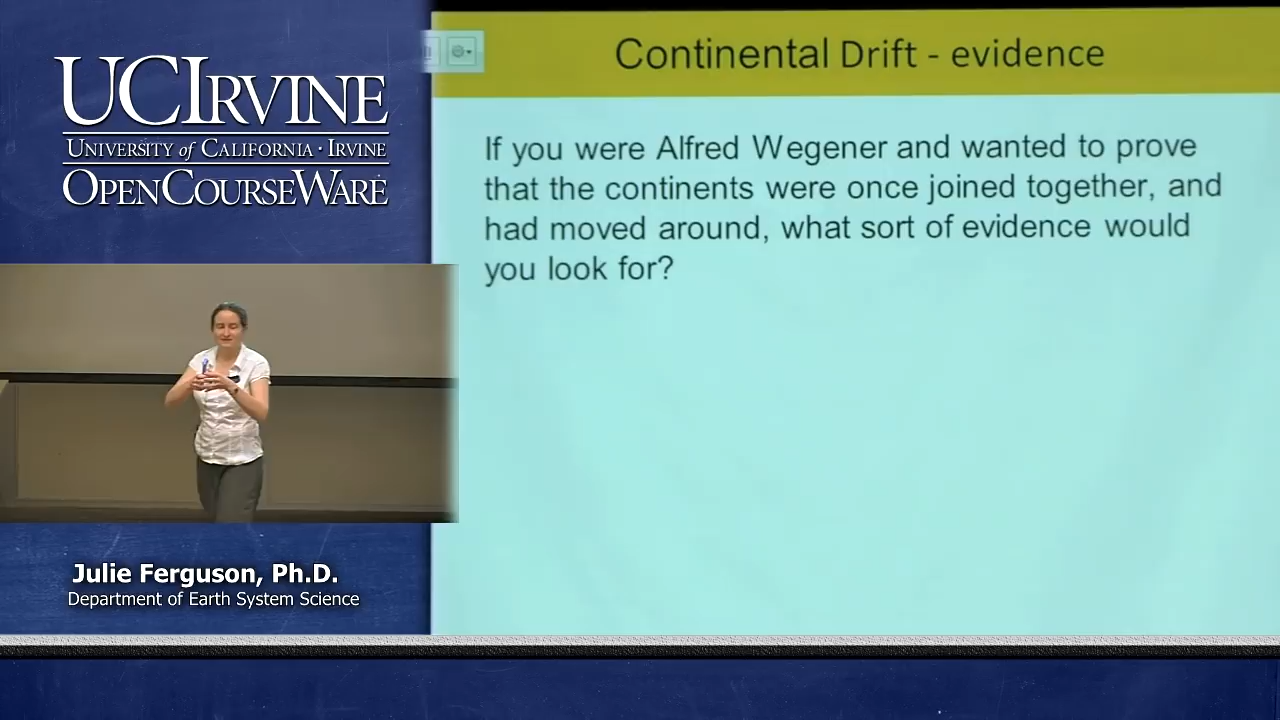 UCIRVINE
UNIVERSITY of CALIFORNIA · IRVINE
OPENCOURSEWARE
Continental Drift - evidence
If you were Alfred Wegener and wanted to prove
that the continents were once joined together, and
had moved around, what sort of evidence would
you look for?
Julie Ferguson, Ph.D.
Department of Earth System Science